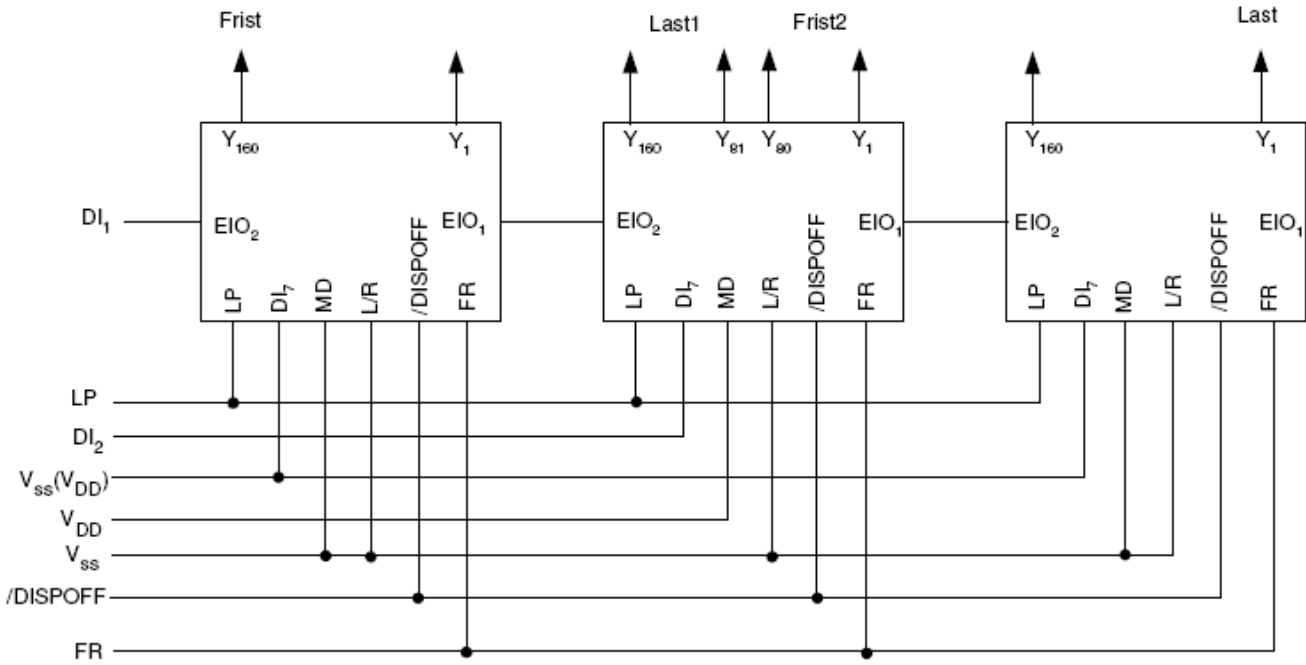 Frist Last1 Frist2 Last
Y160 Y1 Y160 Y81 Y80 Y1 Y160 Y1
DI1 EIO2 EIO1 EIO2 EIO1 EIO2 EIO1
LP DI7 MD L/R /DISPOFF FR LP DI7 MD L/R /DISPOFF FR LP DI7 MD L/R /DISPOFF FR
LP
DI2
Vss(VDD)
VDD
Vss
/DISPOFF
FR